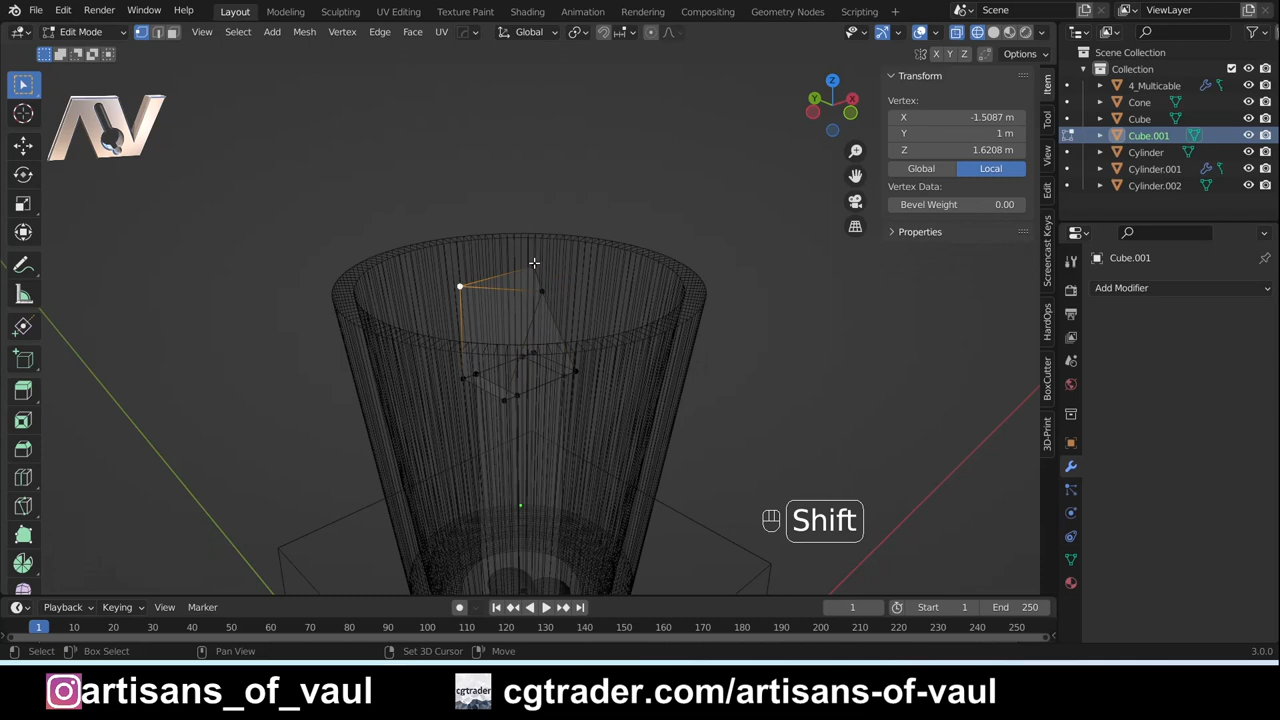 File Edit Render Window Help Layout Modeling Sculpting UV Editing Texture Paint Shading Animation Rendering Compositing Geometry Nodes Scripting + Scene ViewLayer
Edit Mode View Select Add Mesh Vertex Edge Face UV Global
X Y Z Options
Scene Collection
Collection
4_Multicable
Cone
Cube
Cube.001
Cylinder
Cylinder.001
Cylinder.002
Transform
Vertex:
X -1.5087 m
Y 1 m
Z 1.6208 m
Global Local
Vertex Data:
Bevel Weight 0.00
Properties
Item
Tool
View
Edit
Screencast Keys
HardOps
BoxCutter
3D-Print
Z
Y
X
AV
Cube.001
Add Modifier
Shift
Playback Keying View Marker 1 Start 1 End 250
1 10 20 30 40 50 60 70 80 90 100 110 120 130 140 150 160 170 180 190 200 210 220 230 240 250
Select Box Select Pan View Set 3D Cursor Move 3.0.0
artisans_of_vaul cgtrader cgtrader.com/artisans-of-vaul